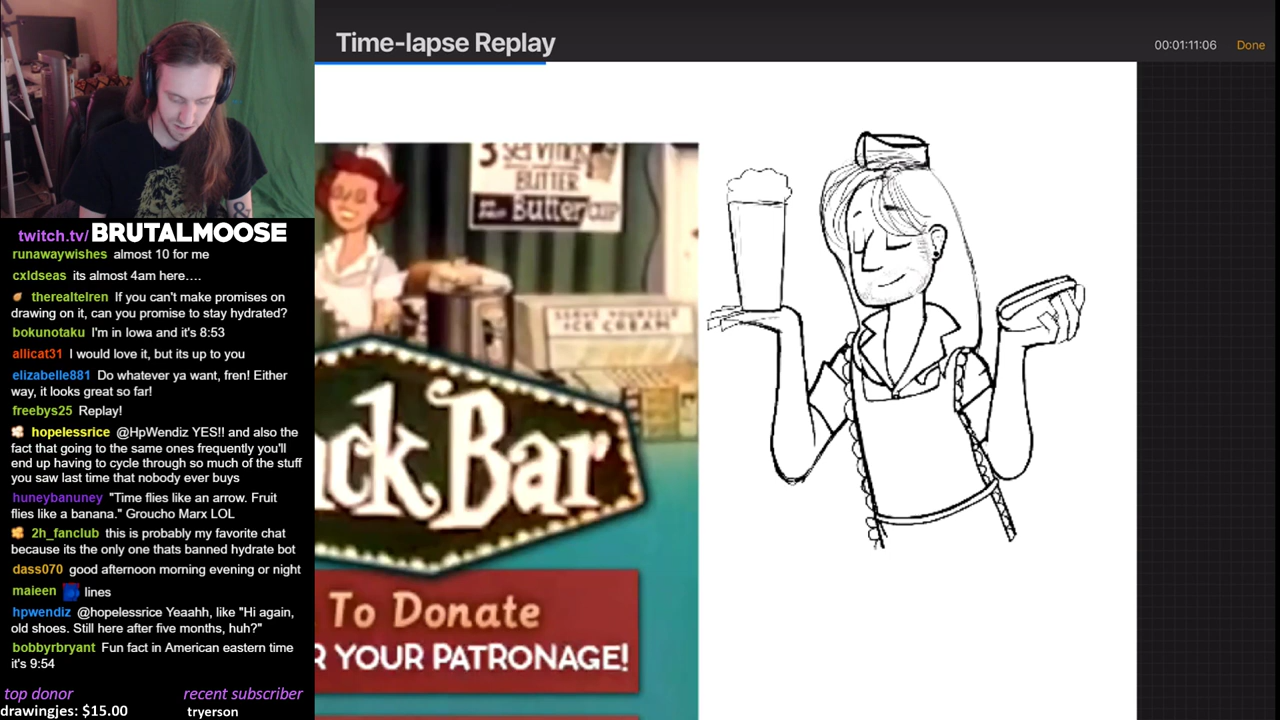 Time-lapse Replay
00:01:11:06
Done
twitch.tv/BRUTALMOOSE
runawaywishes almost 10 for me
cxldseas its almost 4am here….
therealtelren If you can't make promises on
drawing on it, can you promise to stay hydrated?
bokunotaku I'm in Iowa and it's 8:53
allicat31 I would love it, but its up to you
elizabelle881 Do whatever ya want, fren! Either
way, it looks great so far!
freebys25 Replay!
hopelessrice @HpWendiz YES!! and also the
fact that going to the same ones frequently you'll
end up having to cycle through so much of the stuff
you saw last time that nobody ever buys
huneybanuney "Time flies like an arrow. Fruit
flies like a banana." Groucho Marx LOL
2h_fanclub this is probably my favorite chat
because its the only one thats banned hydrate bot
dass070 good afternoon morning evening or night
maieen lines
hpwendiz @hopelessrice Yeaahh, like "Hi again,
old shoes. Still here after five months, huh?"
bobbyrbryant Fun fact in American eastern time
it's 9:54
top donor
drawingjes: $15.00
recent subscriber
tryerson
BUTTER
Butter
SERVE YOURSELF
ICE CREAM
ck Bar
To Donate
R YOUR PATRONAGE!